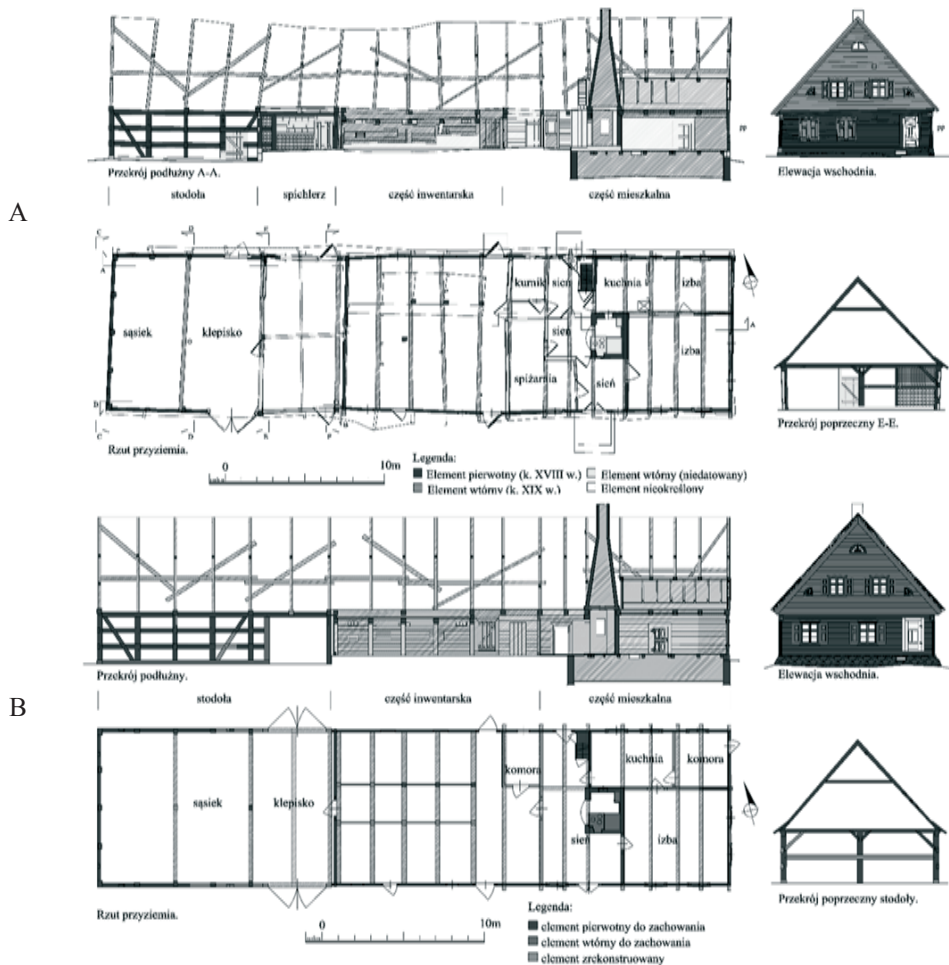 A
Przekrój podłużny A-A.
pp
pp
Elewacja wschodnia.
stodoła spichlerz część inwentarska część mieszkalna
C D E F
A
kurnik sień kuchnia izba
A
sąsiek klepisko sień izba
spiżarnia sień
D
C D E F
Rzut przyziemia.
Przekrój poprzeczny E-E.
0 10m
Legenda:
Element pierwotny (k. XVIII w.) Element wtórny (niedatowany)
Element wtórny (k. XIX w.) Element nieokreślony
B
Przekrój podłużny.
Elewacja wschodnia.
stodoła część inwentarska część mieszkalna
komora kuchnia komora
sąsiek klepisko sień izba
Rzut przyziemia.
Przekrój poprzeczny stodoły.
0 10m
Legenda:
element pierwotny do zachowania
element wtórny do zachowania
element zrekonstruowany